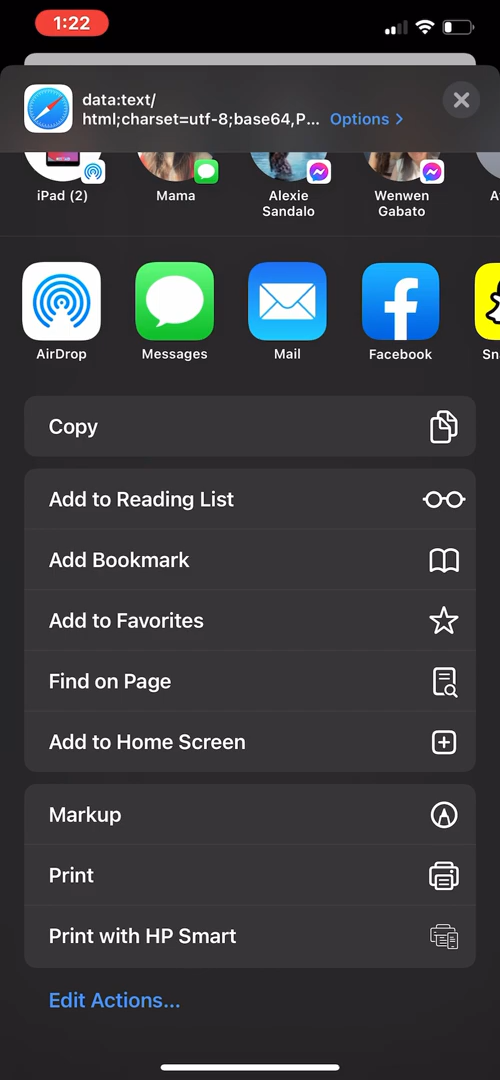 1:22
data:text/
html;charset=utf-8;base64,P... Options >
iPad (2)
Mama
Alexie
Sandalo
Wenwen
Gabato
AirDrop
Messages
Mail
Facebook
Sn
Copy
Add to Reading List
Add Bookmark
Add to Favorites
Find on Page
Add to Home Screen
Markup
Print
Print with HP Smart
Edit Actions...